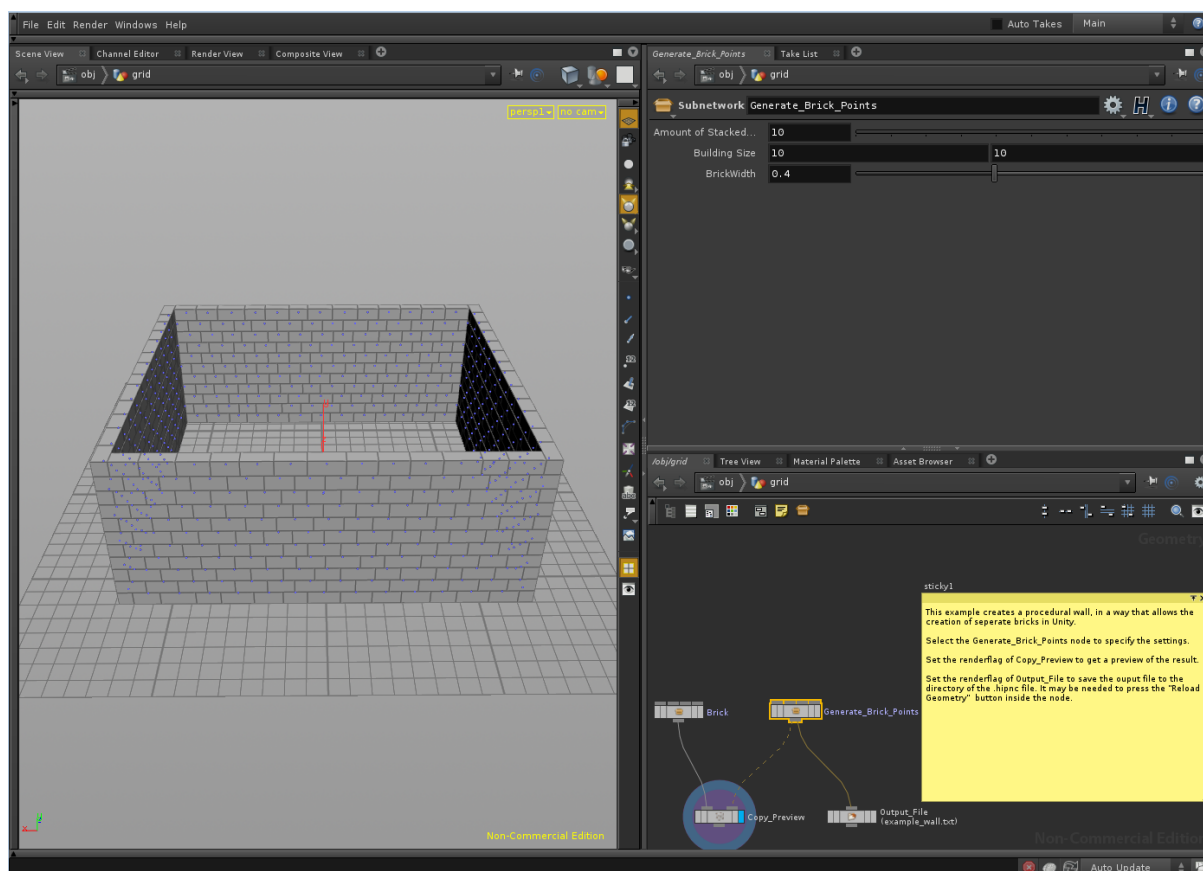 File Edit Render Windows Help
Auto Takes Main
Scene View Channel Editor Render View Composite View
obj grid
persp1 no cam
Non-Commercial Edition
Generate_Brick_Points Take List
obj grid
Subnetwork Generate_Brick_Points
Amount of Stacked... 10
Building Size 10 10
BrickWidth 0.4
/obj/grid Tree View Material Palette Asset Browser
obj grid
Geometry
sticky1
This example creates a procedural wall, in a way that allows the
creation of seperate bricks in Unity.
Select the Generate_Brick_Points node to specify the settings.
Set the renderflag of Copy_Preview to get a preview of the result.
Set the renderflag of Output_File to save the ouput file to the
directory of the .hipnc file. It may be needed to press the "Reload
Geometry" button inside the node.
Brick
Generate_Brick_Points
Copy_Preview
Output_File
(example_wall.txt)
Non-Commercial Edition
Auto Update